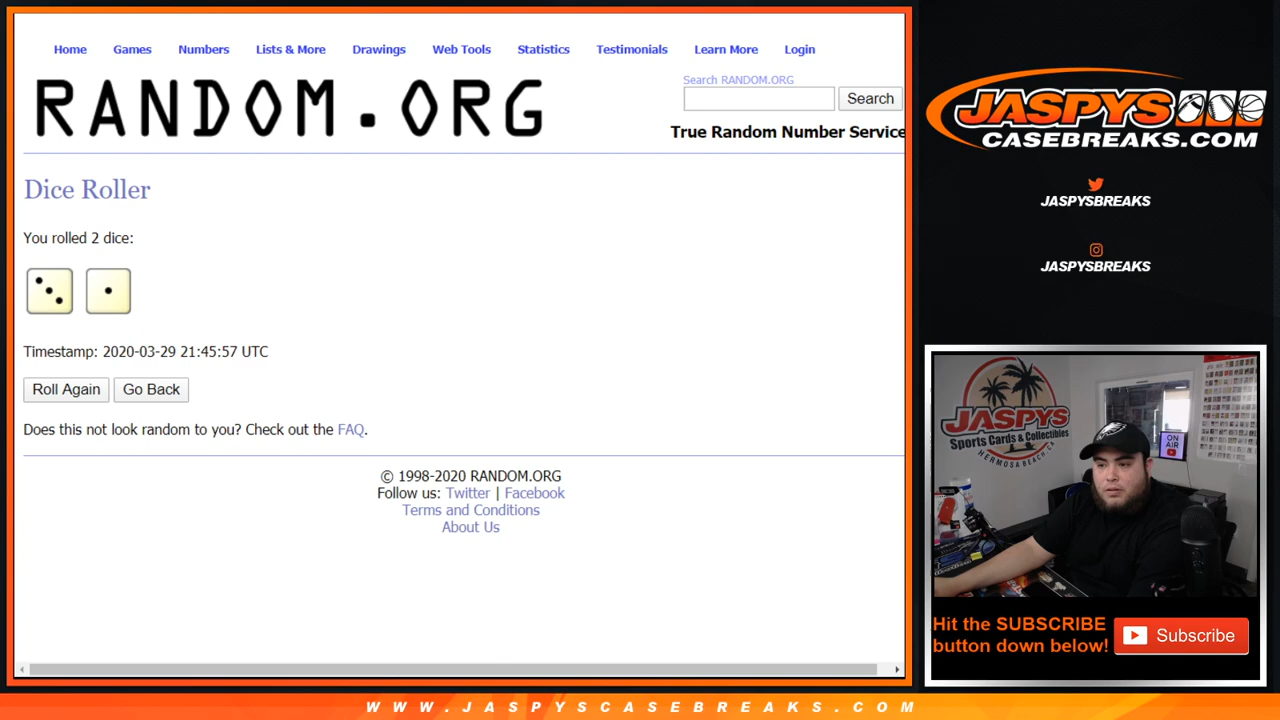 Home Games Numbers Lists & More Drawings Web Tools Statistics Testimonials Learn More Login
RANDOM.ORG
Search RANDOM.ORG
Search
True Random Number Service
Dice Roller
You rolled 2 dice:
Timestamp: 2020-03-29 21:45:57 UTC
Roll Again Go Back
Does this not look random to you? Check out the FAQ.
© 1998-2020 RANDOM.ORG
Follow us: Twitter | Facebook
Terms and Conditions
About Us
JASPYS
CASEBREAKS.COM
JASPYSBREAKS
JASPYSBREAKS
JASPYS
Sports Cards & Collectibles
HERMOSA BEACH, CA
ON
AIR
Hit the SUBSCRIBE
button down below!
Subscribe
WWW.JASPYSCASEBREAKS.COM